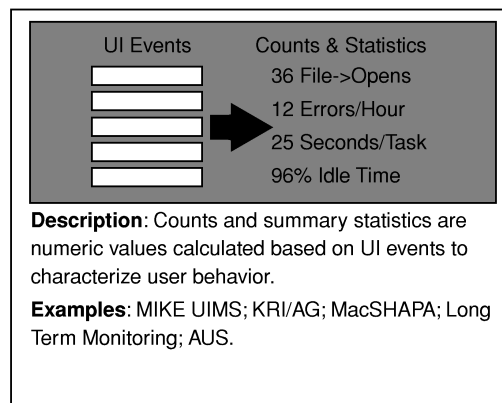 UI Events
Counts & Statistics
36 File->Opens
12 Errors/Hour
25 Seconds/Task
96% Idle Time
Description: Counts and summary statistics are
numeric values calculated based on UI events to
characterize user behavior.
Examples: MIKE UIMS; KRI/AG; MacSHAPA; Long
Term Monitoring; AUS.